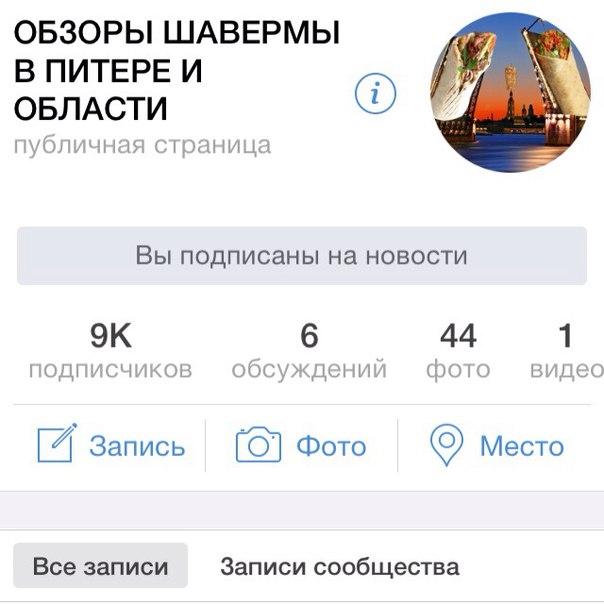 ОБЗОРЫ ШАВЕРМЫ
В ПИТЕРЕ И
ОБЛАСТИ
публичная страница
Вы подписаны на новости
9K 6 44 1
подписчиков обсуждений фото видео
Запись Фото Место
Все записи Записи сообщества